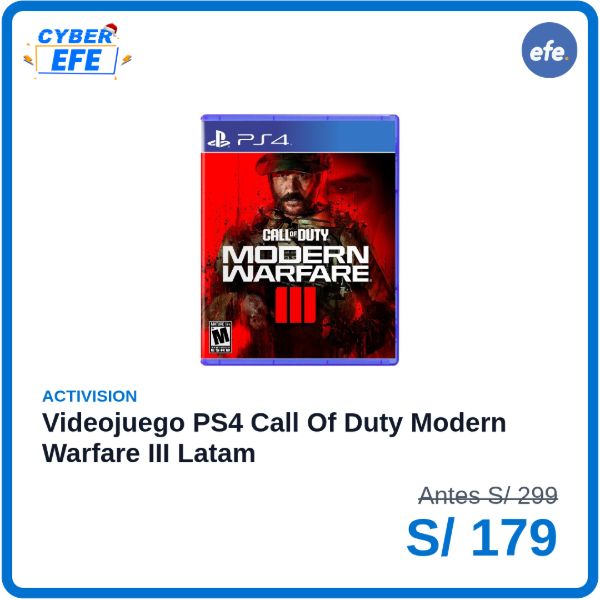 CYBER
EFE
efe.
PS4
CALL OF DUTY
MODERN
WARFARE
III
M
ACTIVISION
Videojuego PS4 Call Of Duty Modern
Warfare III Latam
Antes S/ 299
S/ 179